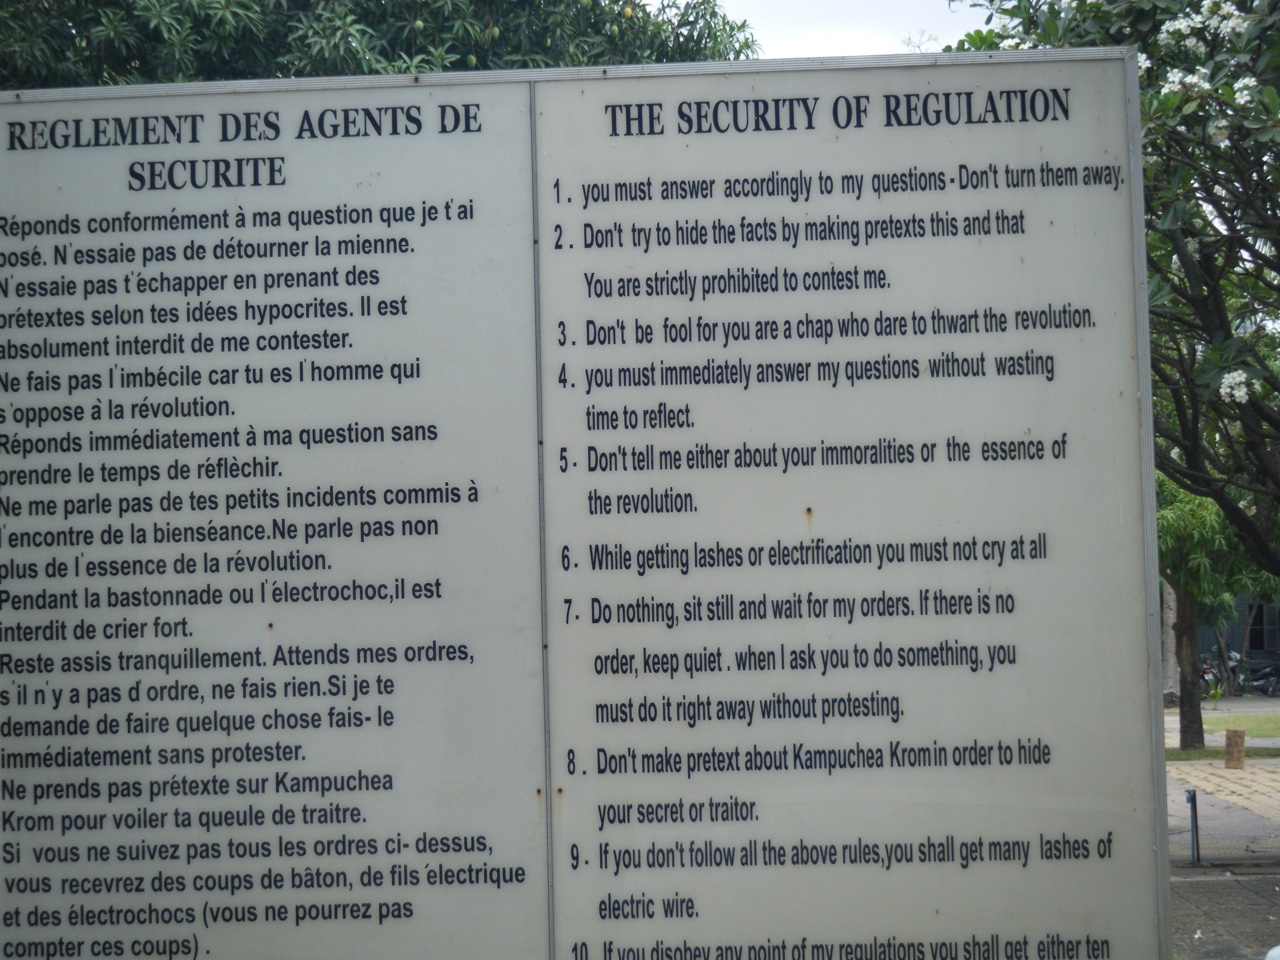 REGLEMENT DES AGENTS DE
SECURITE
Réponds conformément à ma question que je t'ai
posé. N'essaie pas de détourner la mienne.
N'essaie pas t'échapper en prenant des
prétextes selon tes idées hypocrites. Il est
absolument interdit de me contester.
Ne fais pas l'imbécile car tu es l'homme qui
s'oppose à la révolution.
Réponds immédiatement à ma question sans
prendre le temps de réflèchir.
Ne me parle pas de tes petits incidents commis à
l'encontre de la bienséance.Ne parle pas non
plus de l'essence de la révolution.
Pendant la bastonnade ou l'électrochoc,il est
interdit de crier fort.
Reste assis tranquillement. Attends mes ordres,
s'il n'y a pas d'ordre, ne fais rien.Si je te
demande de faire quelque chose fais- le
immédiatement sans protester.
Ne prends pas prétexte sur Kampuchea
Krom pour voiler ta gueule de traitre.
Si vous ne suivez pas tous les ordres ci- dessus,
vous recevrez des coups de bâton, de fils électrique
et des électrochocs (vous ne pourrez pas
compter ces coups) .
THE SECURITY OF REGULATION
1 . you must answer accordingly to my questions - Don't turn them away.
2 . Don't try to hide the facts by making pretexts this and that
You are strictly prohibited to contest me.
3 . Don't be fool for you are a chap who dare to thwart the revolution.
4 . you must immediately answer my questions without wasting
time to reflect.
5 . Don't tell me either about your immoralities or the essence of
the revolution.
6 . While getting lashes or electrification you must not cry at all
7 . Do nothing, sit still and wait for my orders. If there is no
order, keep quiet . when I ask you to do something, you
must do it right away without protesting.
8 . Don't make pretext about Kampuchea Krom in order to hide
your secret or traitor.
9 . If you don't follow all the above rules,you shall get many lashes of
electric wire.
10 If you disobey any point of my regulations you shall get either ten